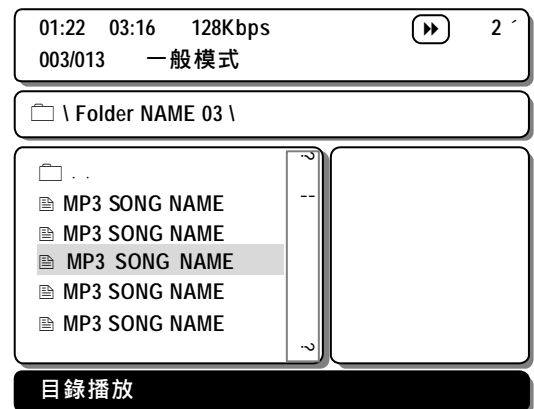 01:22 03:16 128Kbps 2 ˊ
003/013 一般模式
\ Folder NAME 03 \
. .
MP3 SONG NAME
MP3 SONG NAME
MP3 SONG NAME
MP3 SONG NAME
MP3 SONG NAME
目錄播放